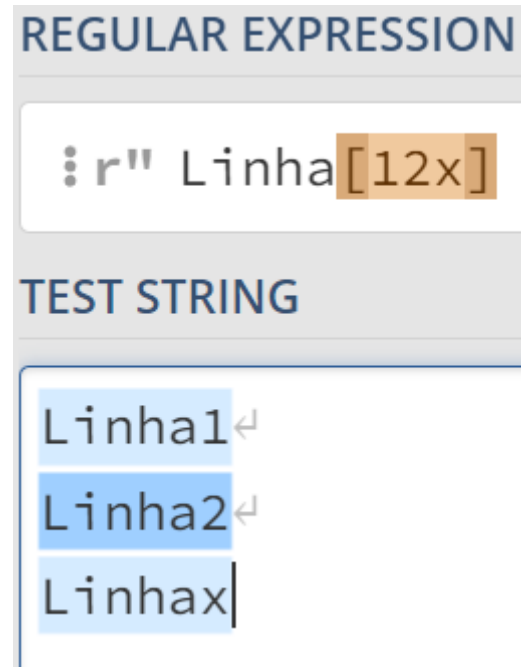 REGULAR EXPRESSION
r" Linha[12x]
TEST STRING
Linha1
Linha2
Linhax